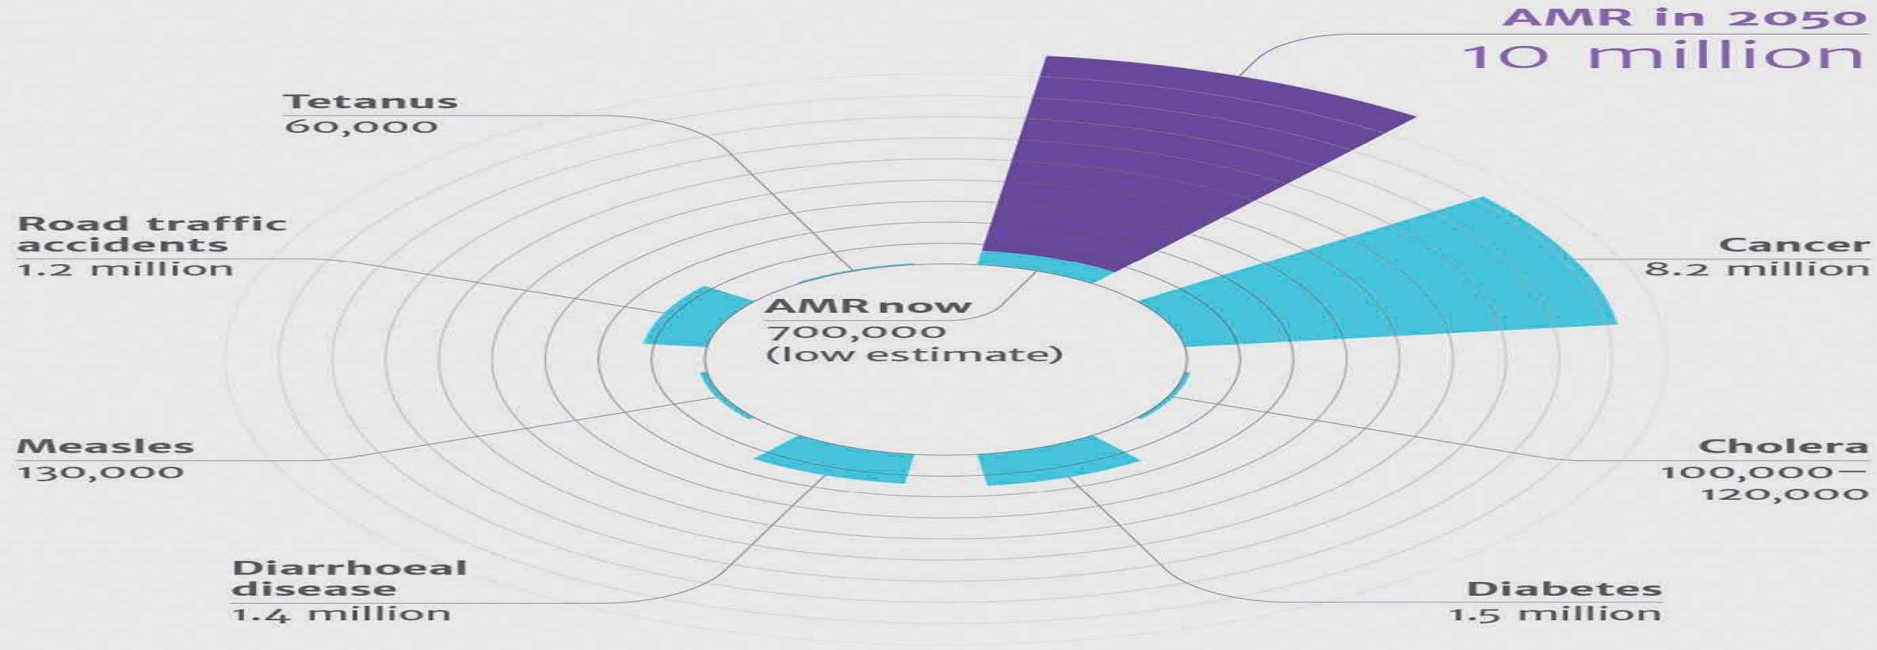 AMR in 2050
10 million
Tetanus
60,000
Road traffic
accidents
1.2 million
Cancer
8.2 million
AMR now
700,000
(low estimate)
Measles
130,000
Cholera
100,000–
120,000
Diarrhoeal
disease
1.4 million
Diabetes
1.5 million